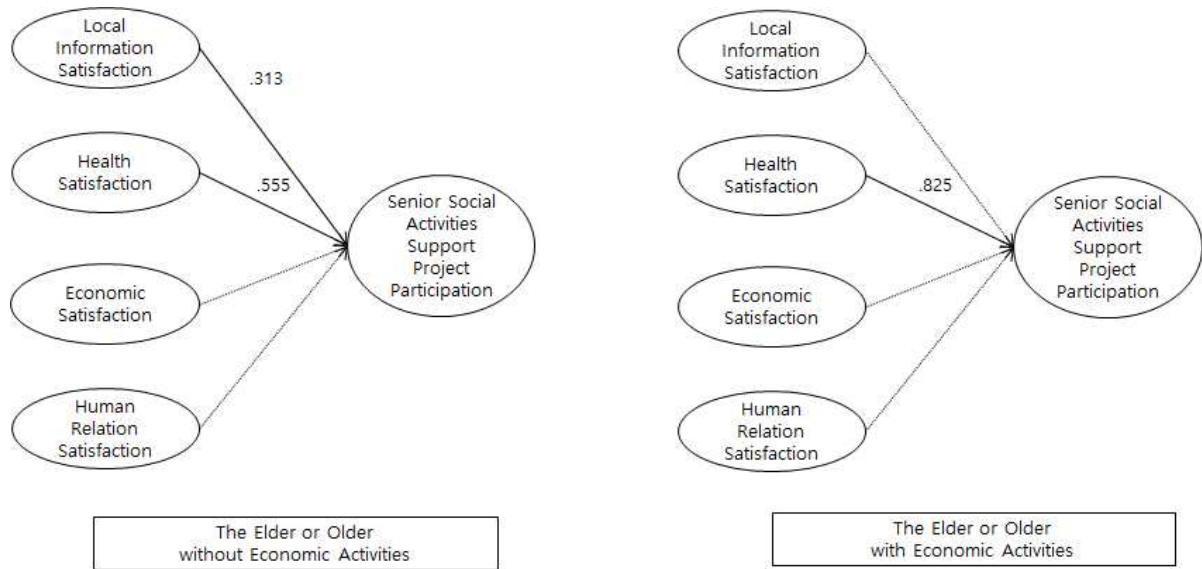 Local
Information
Satisfaction
.313
Health
Satisfaction
.555
Senior Social
Activities
Support
Project
Participation
Economic
Satisfaction
Human
Relation
Satisfaction
The Elder or Older
without Economic Activities
Local
Information
Satisfaction
Health
Satisfaction
.825
Senior Social
Activities
Support
Project
Participation
Economic
Satisfaction
Human
Relation
Satisfaction
The Elder or Older
with Economic Activities